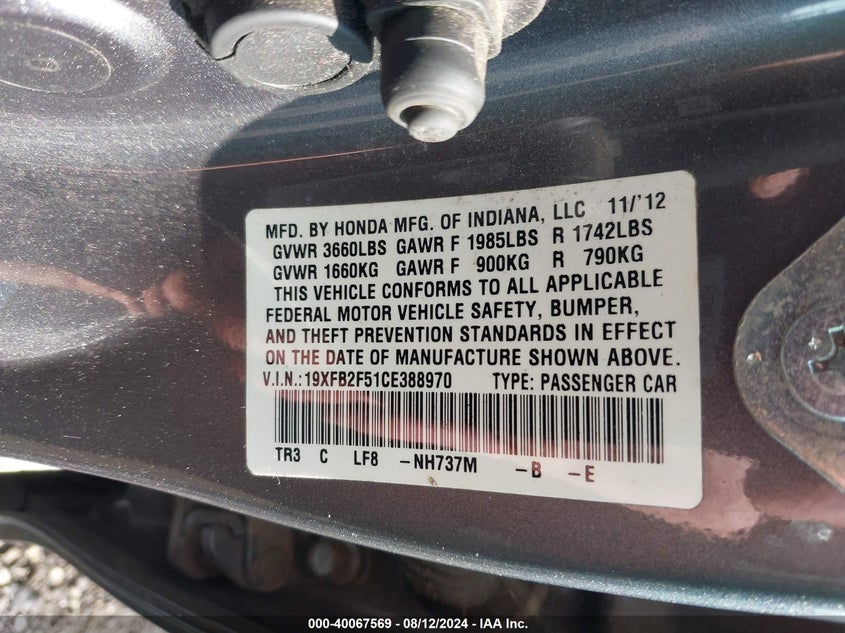 MFD. BY HONDA MFG. OF INDIANA, LLC 11/'12
GVWR 3660LBS GAWR F 1985LBS R 1742LBS
GVWR 1660KG GAWR F 900KG R 790KG
THIS VEHICLE CONFORMS TO ALL APPLICABLE
FEDERAL MOTOR VEHICLE SAFETY, BUMPER,
AND THEFT PREVENTION STANDARDS IN EFFECT
ON THE DATE OF MANUFACTURE SHOWN ABOVE.
V.I.N.:19XFB2F51CE388970 TYPE: PASSENGER CAR
TR3 C LF8 -NH737M -B -E
000-40067569 - 08/12/2024 - IAA Inc.